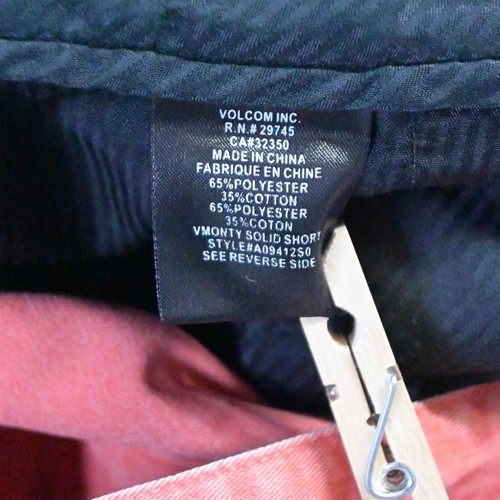 VOLCOM INC.
R.N.# 29745
CA#32350
MADE IN CHINA
FABRIQUE EN CHINE
65%POLYESTER
35%COTTON
65%POLYESTER
35%COTON
VMONTY SOLID SHORT
STYLE#A09412S0
SEE REVERSE SIDE